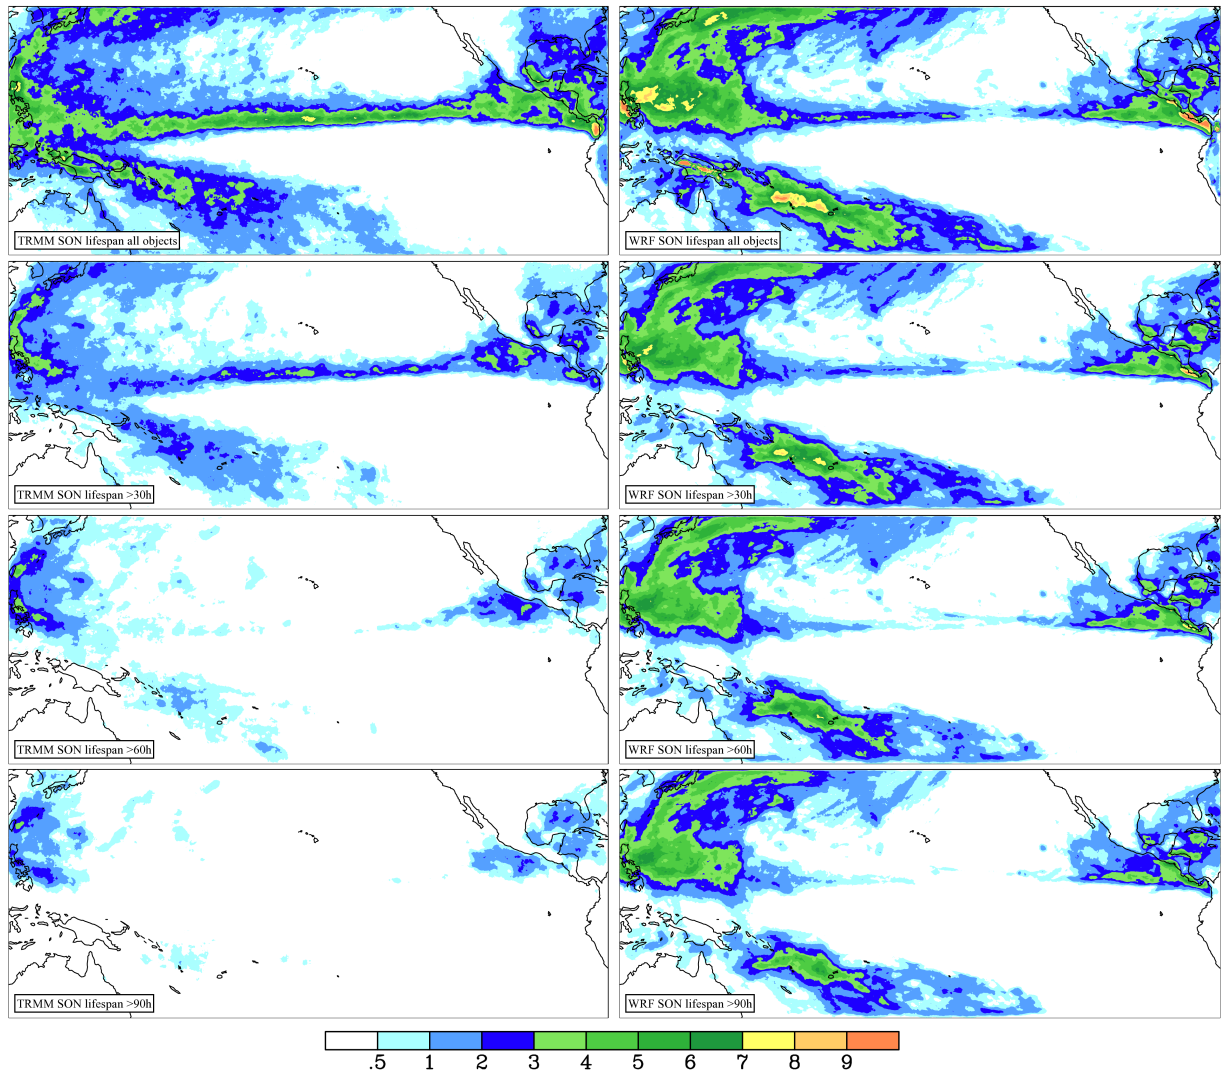 TRMM SON lifespan all objects
WRF SON lifespan all objects
TRMM SON lifespan >30h
WRF SON lifespan >30h
TRMM SON lifespan >60h
WRF SON lifespan >60h
TRMM SON lifespan >90h
WRF SON lifespan >90h
.5 1 2 3 4 5 6 7 8 9